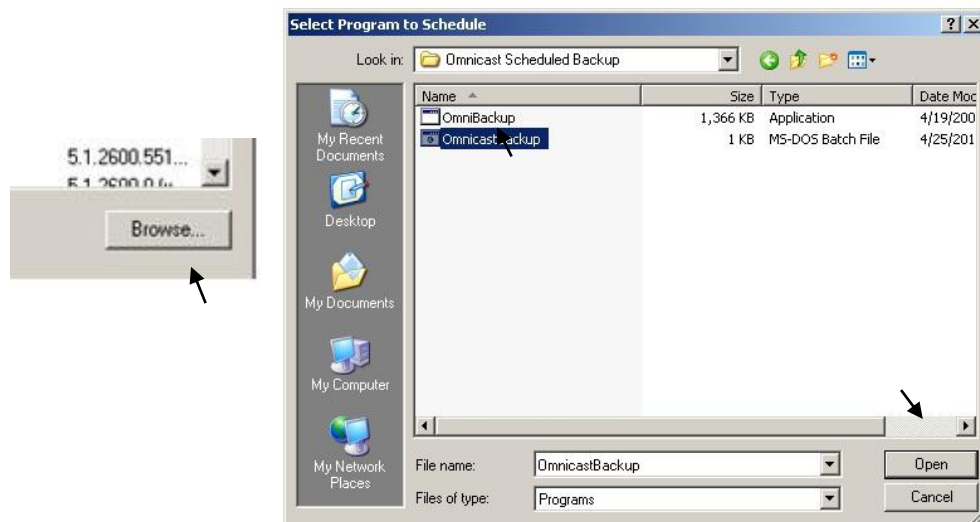 5.1.2600.551...
Browse...
Select Program to Schedule
Look in:
Omnicast Scheduled Backup
Name
Size
Type
Date Moc
OmniBackup
1,366 KB
Application
4/19/200
1 KB
MS-DOS Batch File
4/25/201
My Recent
Documents
Desktop
My Documents
My Computer
My Network
Places
File name:
OmnicastBackup
Open
Files of type:
Programs
Cancel